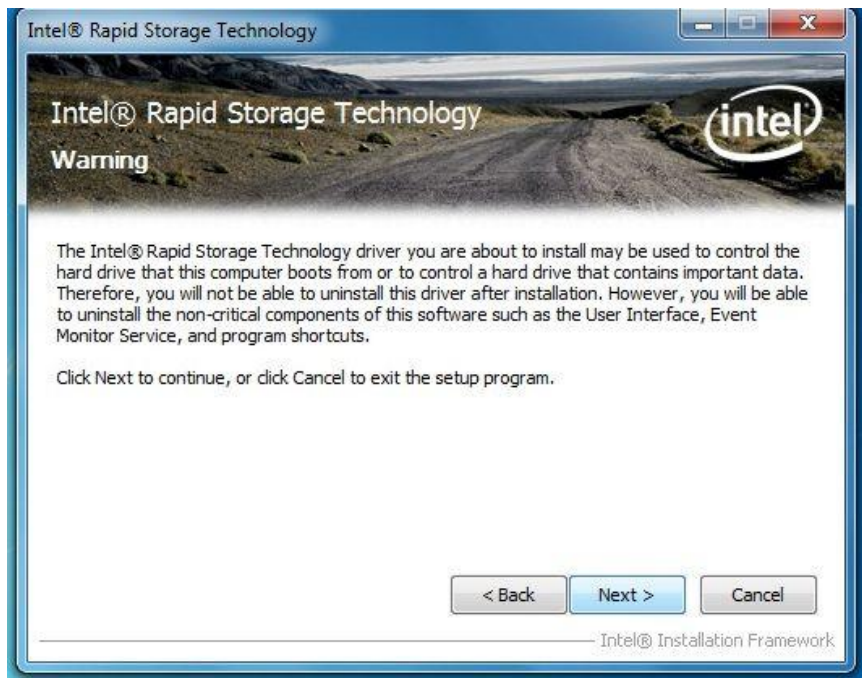 Intel® Rapid Storage Technology
Intel® Rapid Storage Technology
intel
Warning
The Intel® Rapid Storage Technology driver you are about to install may be used to control the
hard drive that this computer boots from or to control a hard drive that contains important data.
Therefore, you will not be able to uninstall this driver after installation. However, you will be able
to uninstall the non-critical components of this software such as the User Interface, Event
Monitor Service, and program shortcuts.
Click Next to continue, or click Cancel to exit the setup program.
< Back Next > Cancel
Intel® Installation Framework